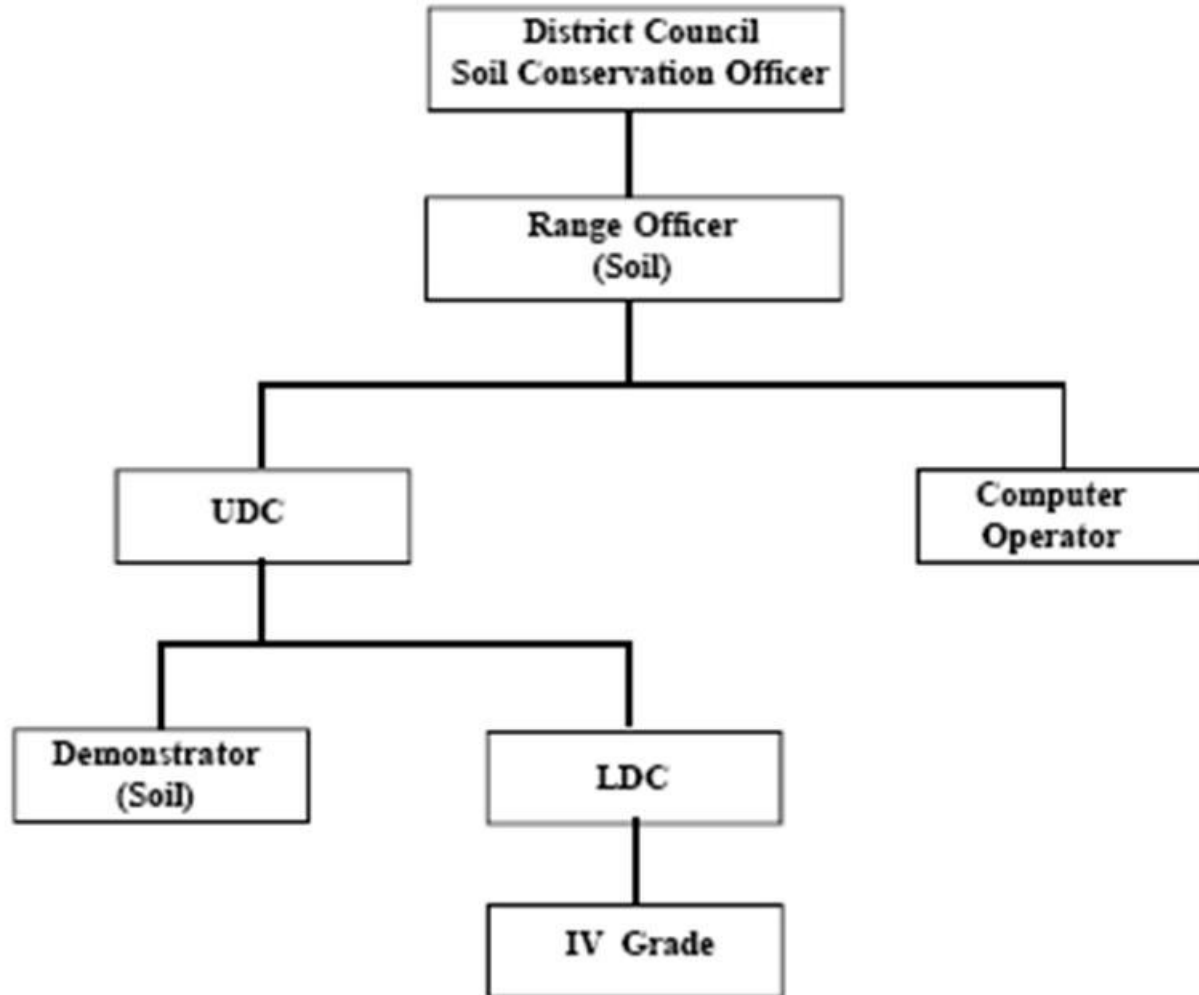 District Council
Soil Conservation Officer
Range Officer
(Soil)
UDC
Computer
Operator
Demonstrator
(Soil)
LDC
IV Grade